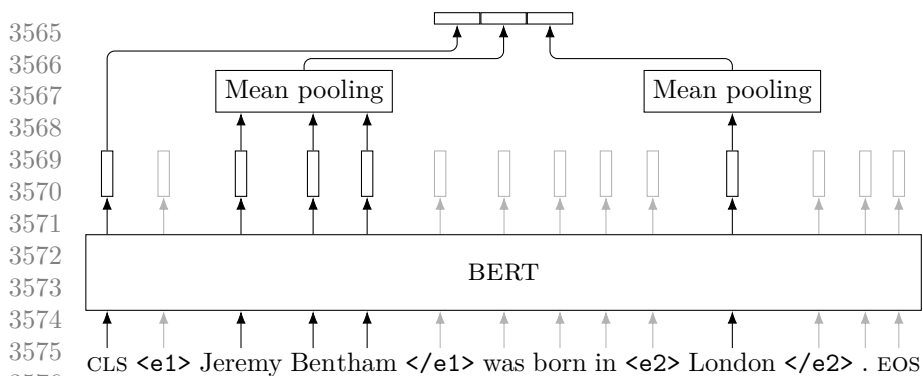 3565
3566
3567
Mean pooling
Mean pooling
3568
3569
3570
3571
3572
BERT
3573
3574
3575
CLS <e1> Jeremy Bentham </e1> was born in <e2> London </e2> . EOS